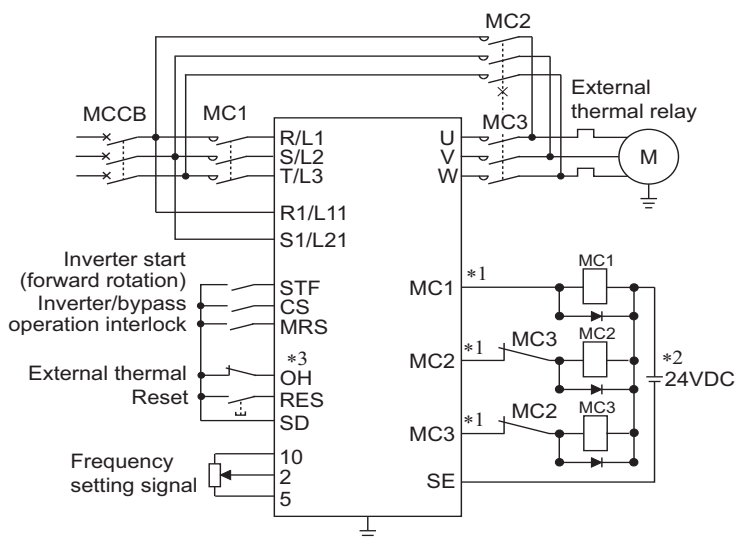 MC2
External
thermal relay
MCCB
MC1
MC3
R/L1
S/L2
T/L3
R1/L11
S1/L21
U
V
W
M
Inverter start
(forward rotation)
Inverter/bypass
operation interlock
STF
CS
MRS
*3
External thermal
OH
Reset
RES
SD
Frequency
setting signal
10
2
5
MC1
*1
MC1
MC2
*1
MC3
MC2
*2
24VDC
MC3
*1
MC2
MC3
SE